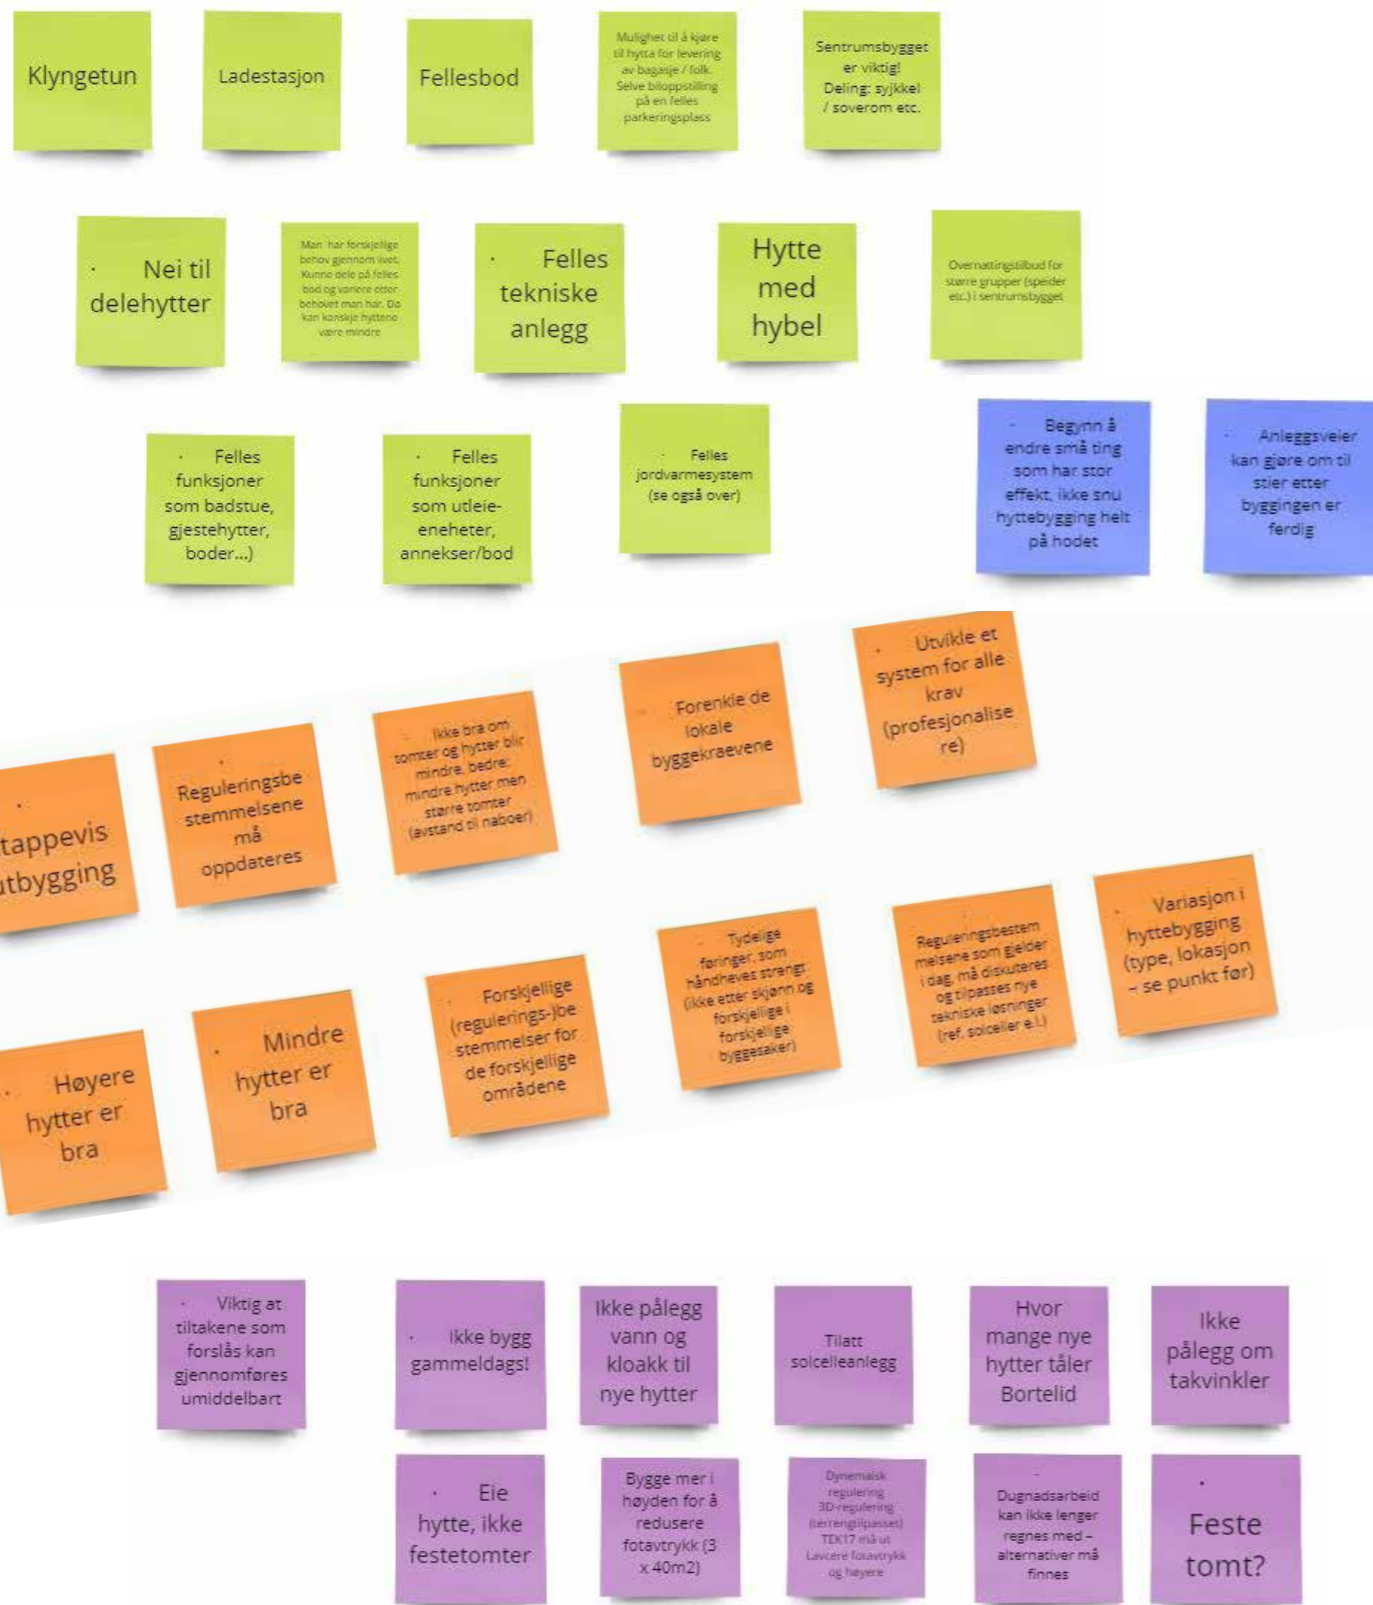 Klyngetun
Ladestasjon
Fellesbod
Mulighet til å kjøre
til hytta for levering
av bagasje / folk.
Selve biloppstilling
på en felles
parkeringsplass
Sentrumsbygget
er viktig!
Deling: syjkkel
/ soverom etc.
· Nei til
delehytter
Man har forskjellige
behov gjennom livet.
Kunne dele på felles
bod og variere etter
behovet man har. Da
kan kanskje hyttene
være mindre
· Felles
tekniske
anlegg
Hytte
med
hybel
Overnattingstilbud for
større grupper (speider
etc.) i sentrumsbygget
· Felles
funksjoner
som badstue,
gjestehytter,
boder...)
· Felles
funksjoner
som utleie-
eneheter,
annekser/bod
· Felles
jordvarmesystem
(se også over)
· Begynn å
endre små ting
som har stor
effekt, ikke snu
hyttebygging helt
på hodet
· Anleggsveier
kan gjøre om til
stier etter
byggingen er
ferdig
·
tappevis
utbygging
·
Reguleringsbe
stemmelsene
må
oppdateres
· Ikke bra om
tomter og hytter blir
mindre, bedre:
mindre hytter men
større tomter
(avstand til naboer)
· Forenkle de
lokale
byggekraevene
· Utvikle et
system for alle
krav
(profesjonalise
re)
· Høyere
hytter er
bra
· Mindre
hytter er
bra
· Forskjellige
(regulerings-)be
stemmelser for
de forskjellige
områdene
· Tydelige
føringer, som
håndheves strengt
(ikke etter skjønn og
forskjellige i
forskjellige
byggesaker)
·
Reguleringsbestem
melsene som gjelder
i dag, må diskuteres
og tilpasses nye
tekniske løsninger
(ref. solceller e.l.)
· Variasjon i
hyttebygging
(type, lokasjon
– se punkt før)
· Viktig at
tiltakene som
forslås kan
gjennomføres
umiddelbart
· Ikke bygg
gammeldags!
Ikke pålegg
vann og
kloakk til
nye hytter
Tilatt
solcelleanlegg
Hvor
mange nye
hytter tåler
Bortelid
Ikke
pålegg om
takvinkler
· Eie
hytte, ikke
festetomter
Bygge mer i
høyden for å
redusere
fotavtrykk (3
x 40m2)
Dynemaisk
regulering
3D-regulering
(terrengtilpasset)
TEK17 må ut
Lavere fotavtrykk
og høyere
·
Dugnadsarbeid
kan ikke lenger
regnes med –
alternativer må
finnes
·
Feste
tomt?